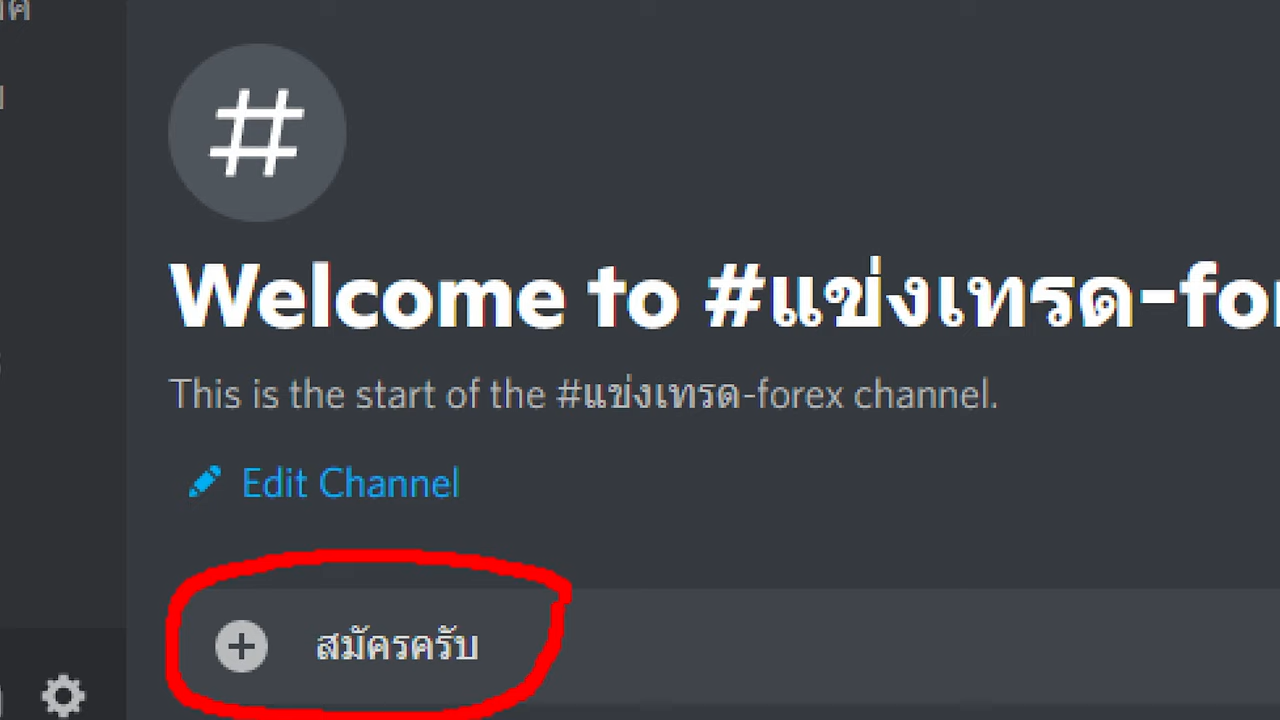 Welcome to #แข่งเทรด-for
This is the start of the #แข่งเทรด-forex channel.
Edit Channel
สมัครครับ